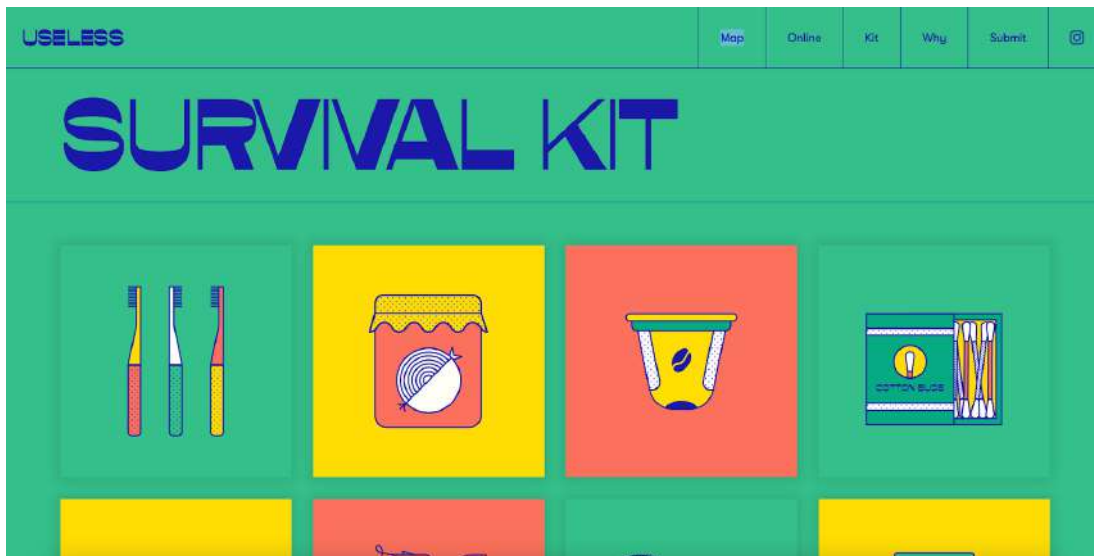 USELESS
Map
Online
Kit
Why
Submit
SURVIVAL KIT
COTTON BUDS